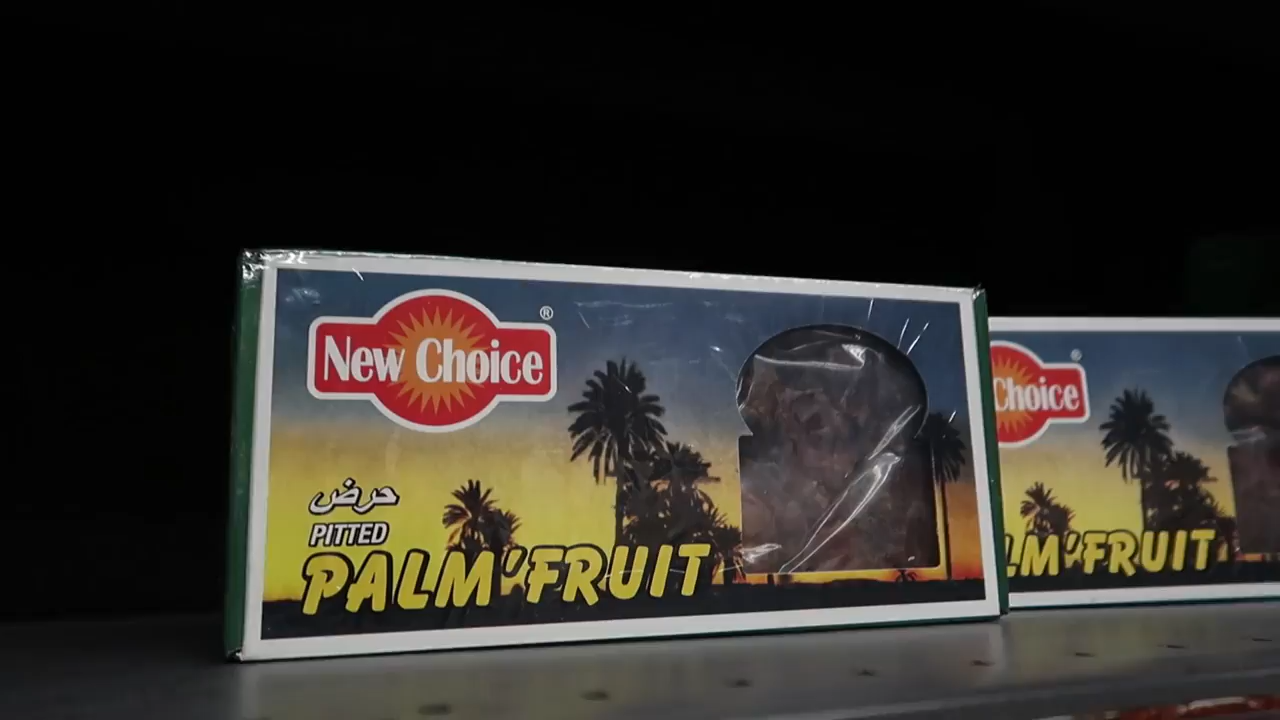 New Choice
®
حرض
PITTED
PALM'FRUIT
Choice
®
LM'FRUIT